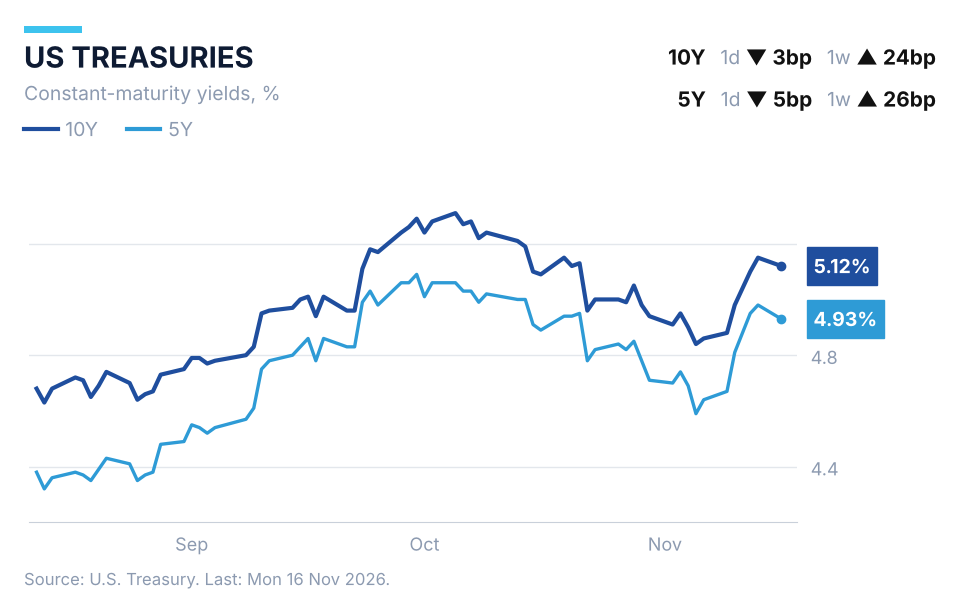 US TREASURIES
Constant-maturity yields, %
10Y 5Y
10Y 1d ▼ 3bp 1w ▲ 24bp
5Y 1d ▼ 5bp 1w ▲ 26bp
5.12%
4.93%
4.8
4.4
Sep Oct Nov
Source: U.S. Treasury. Last: Mon 16 Nov 2026.